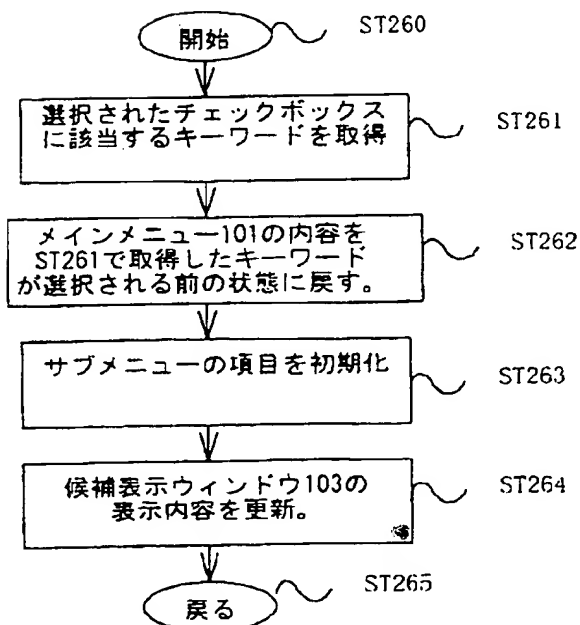 開始
ST260
選択されたチェックボックス
に該当するキーワードを取得
ST261
メインメニュー101の内容を
ST261で取得したキーワード
が選択される前の状態に戻す。
ST262
サブメニューの項目を初期化
ST263
候補表示ウィンドウ103の
表示内容を更新。
ST264
戻る
ST265